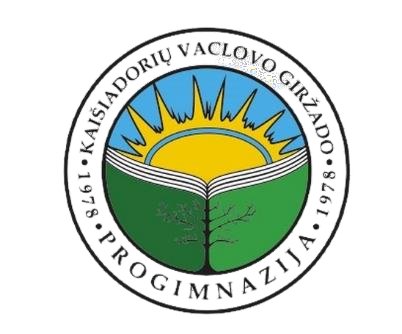 KAIŠIADORIŲ VACLOVO GIRŽADO
• 1978 • PROGIMNAZIJA • 1978 •